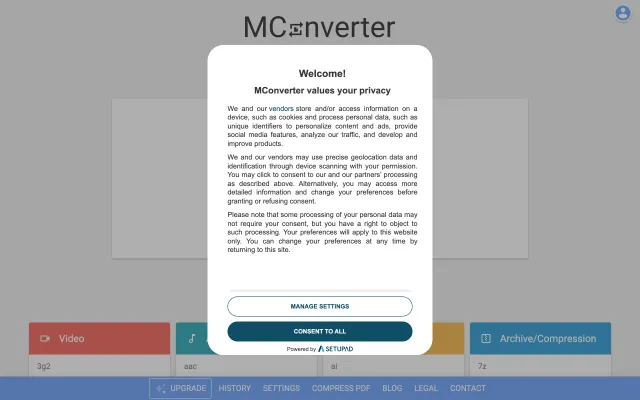 MC nverter
Welcome!
MConverter values your privacy
We and our vendors store and/or access information on a
device, such as cookies and process personal data, such as
unique identifiers to personalize content and ads, provide
social media features, analyze our traffic, and develop and
improve products.
We and our vendors may use precise geolocation data and
identification through device scanning with your permission.
You may click to consent to our and our partners' processing
as described above. Alternatively, you may access more
detailed information and change your preferences before
granting or refusing consent.
Please note that some processing of your personal data may
not require your consent, but you have a right to object to
such processing. Your preferences will apply to this website
only. You can change your preferences at any time by
returning to this site.
MANAGE SETTINGS
CONSENT TO ALL
Powered by SETUPAD
Video
Archive/Compression
3g2
aac
ai
7z
UPGRADE HISTORY SETTINGS COMPRESS PDF BLOG LEGAL CONTACT